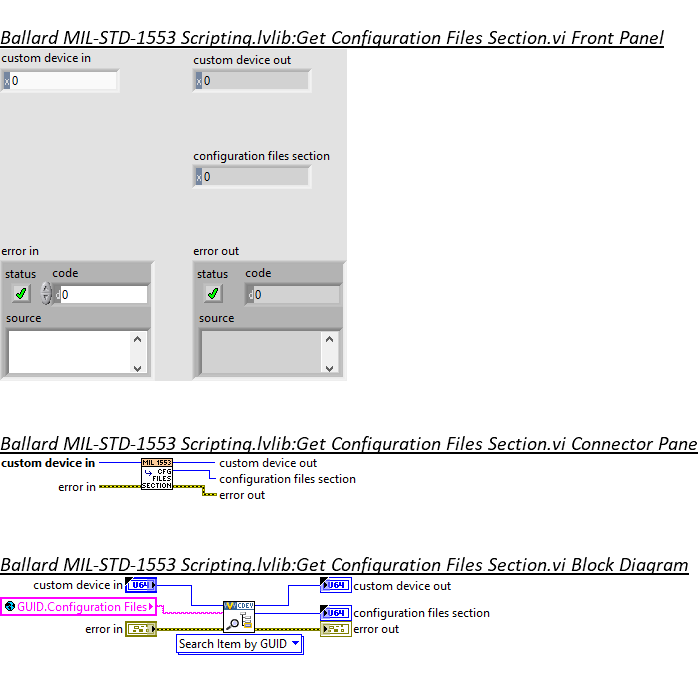 Ballard MIL-STD-1553 Scripting.lvlib:Get Configuration Files Section.vi Front Panel
custom device in
custom device out
x 0
x 0
configuration files section
x 0
error in
error out
status code
status code
d 0
d 0
source
source
Ballard MIL-STD-1553 Scripting.lvlib:Get Configuration Files Section.vi Connector Pane
custom device in
MIL 1553
CFG
FILES
SECTION
custom device out
configuration files section
error in
error out
Ballard MIL-STD-1553 Scripting.lvlib:Get Configuration Files Section.vi Block Diagram
custom device in
U64
U64
custom device out
GUID.Configuration Files
CDEV
U64
configuration files section
error in
error out
Search Item by GUID